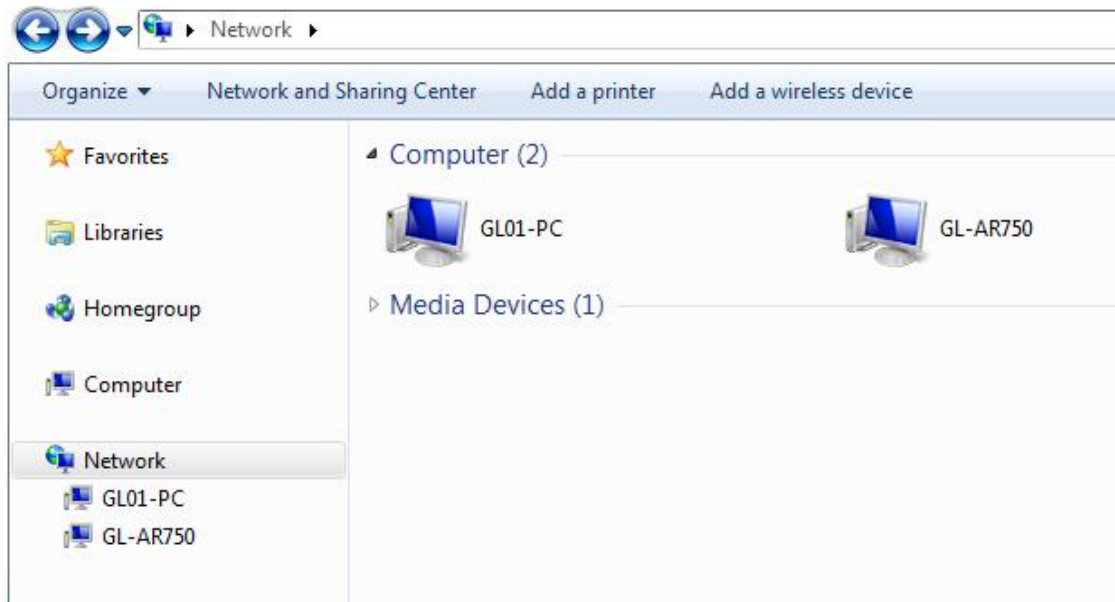 Network
Organize Network and Sharing Center Add a printer Add a wireless device
Favorites
Libraries
Homegroup
Computer
Network
GL01-PC
GL-AR750
Computer (2)
GL01-PC GL-AR750
Media Devices (1)